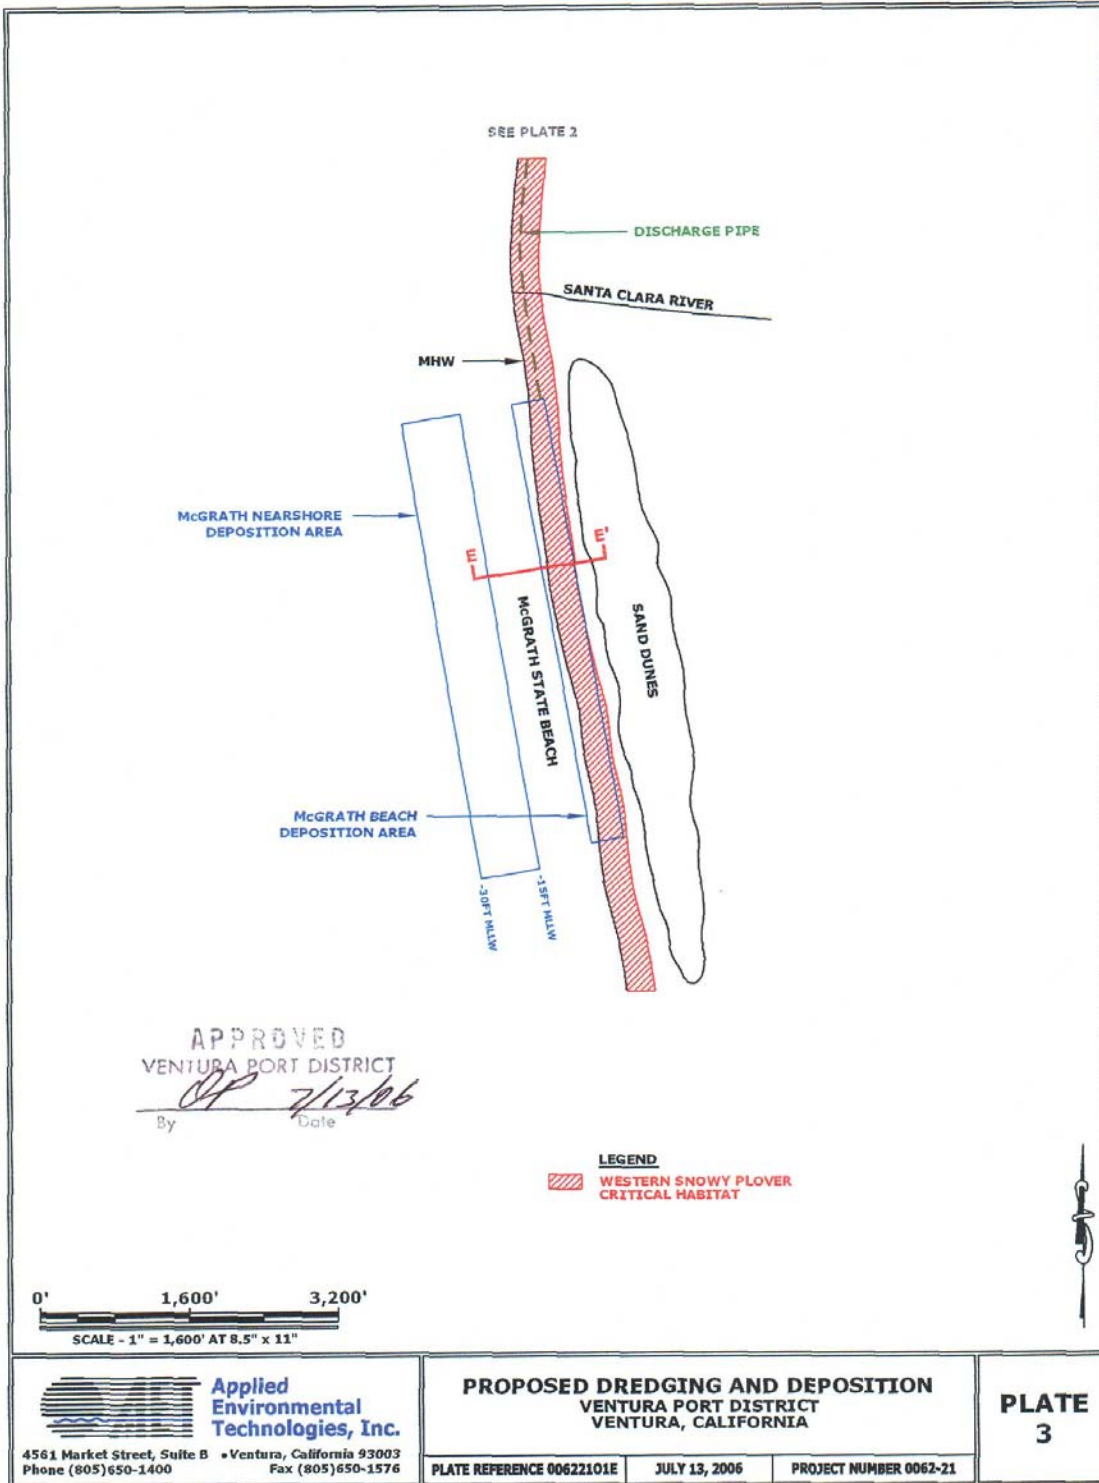 SEE PLATE 2
DISCHARGE PIPE
SANTA CLARA RIVER
MHW
McGRATH NEARSHORE
DEPOSITION AREA
E
E'
McGRATH STATE BEACH
SAND DUNES
McGRATH BEACH
DEPOSITION AREA
-30FT MLLW
-15FT MLLW
APPROVED
VENTURA PORT DISTRICT
OP 7/13/06
By Date
LEGEND
WESTERN SNOWY PLOVER
CRITICAL HABITAT
0' 1,600' 3,200'
SCALE - 1" = 1,600' AT 8.5" x 11"
AET
Applied
Environmental
Technologies, Inc.
4561 Market Street, Suite B • Ventura, California 93003
Phone (805)650-1400 Fax (805)650-1576
PROPOSED DREDGING AND DEPOSITION
VENTURA PORT DISTRICT
VENTURA, CALIFORNIA
PLATE REFERENCE 00622101E JULY 13, 2006 PROJECT NUMBER 0062-21
PLATE
3